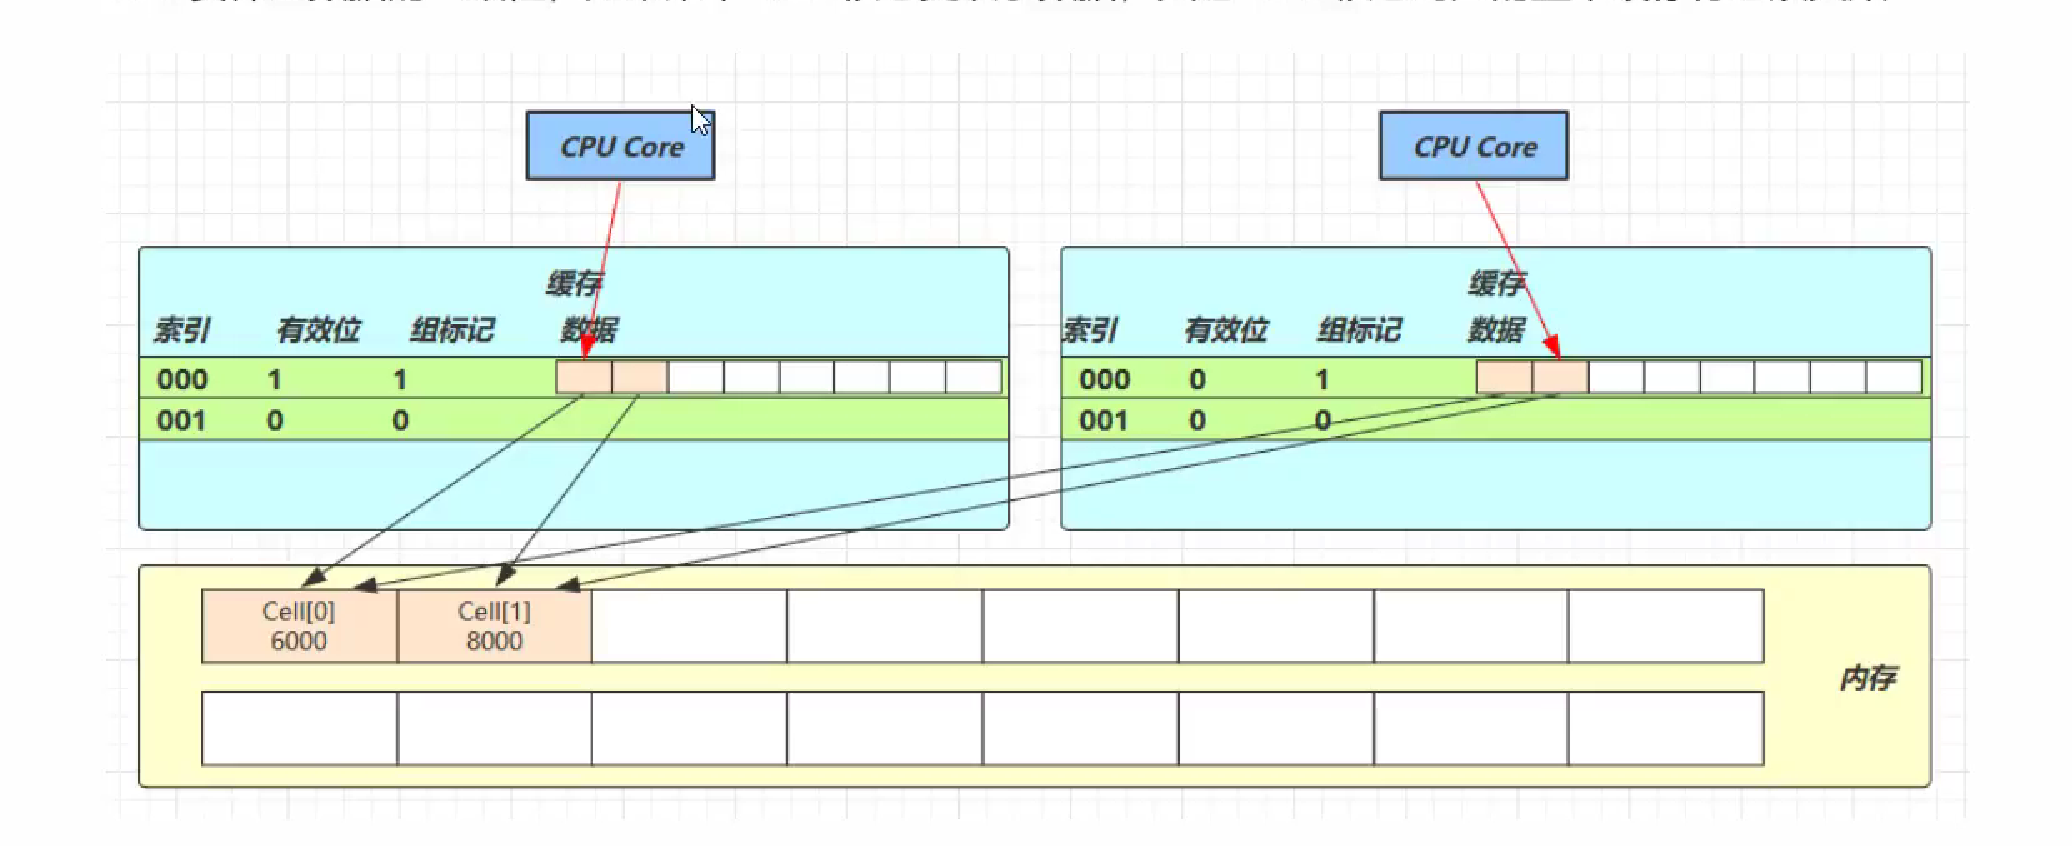 CPU Core
CPU Core
缓存
索引 有效位 组标记 数据
000 1 1
001 0 0
缓存
索引 有效位 组标记 数据
000 0 1
001 0 0
Cell[0]
6000
Cell[1]
8000
内存